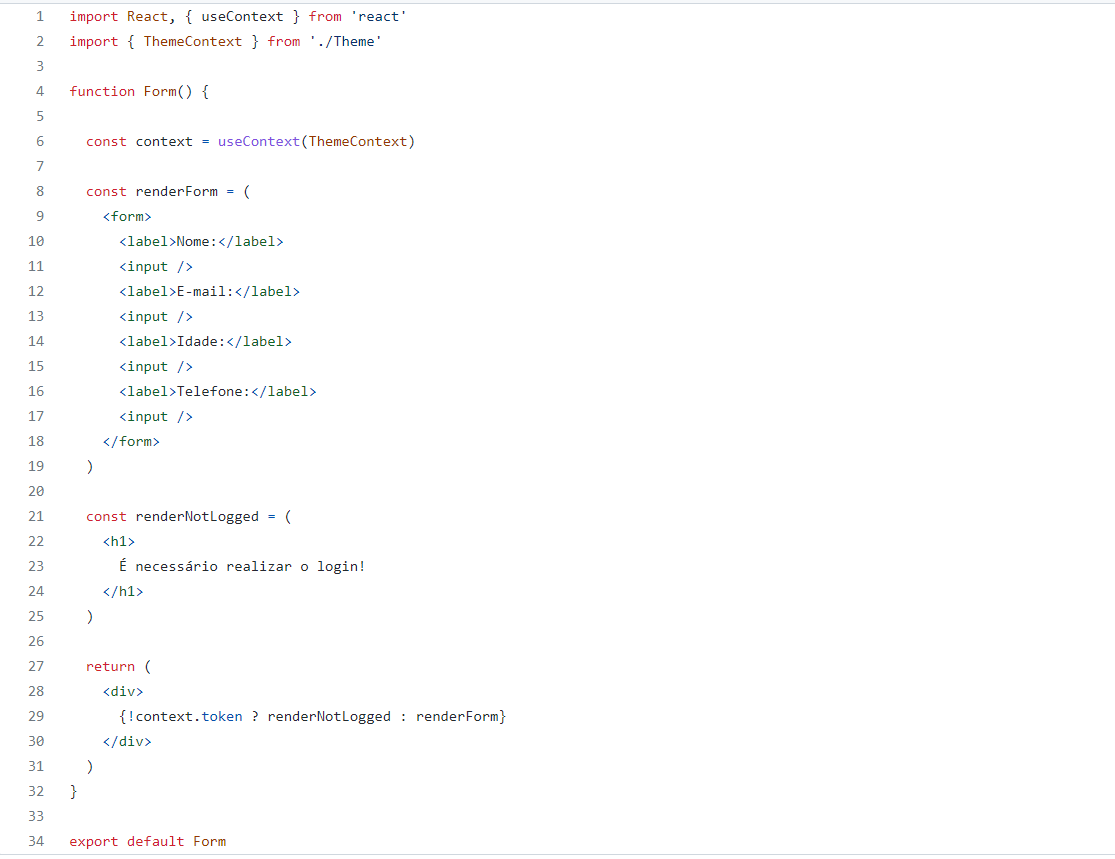 1 import React, { useContext } from 'react'
2 import { ThemeContext } from './Theme'
3
4 function Form() {
5
6   const context = useContext(ThemeContext)
7
8   const renderForm = (
9     <form>
10       <label>Nome:</label>
11       <input />
12       <label>E-mail:</label>
13       <input />
14       <label>Idade:</label>
15       <input />
16       <label>Telefone:</label>
17       <input />
18     </form>
19   )
20
21   const renderNotLogged = (
22     <h1>
23       É necessário realizar o login!
24     </h1>
25   )
26
27   return (
28     <div>
29       {!context.token ? renderNotLogged : renderForm}
30     </div>
31   )
32 }
33
34 export default Form